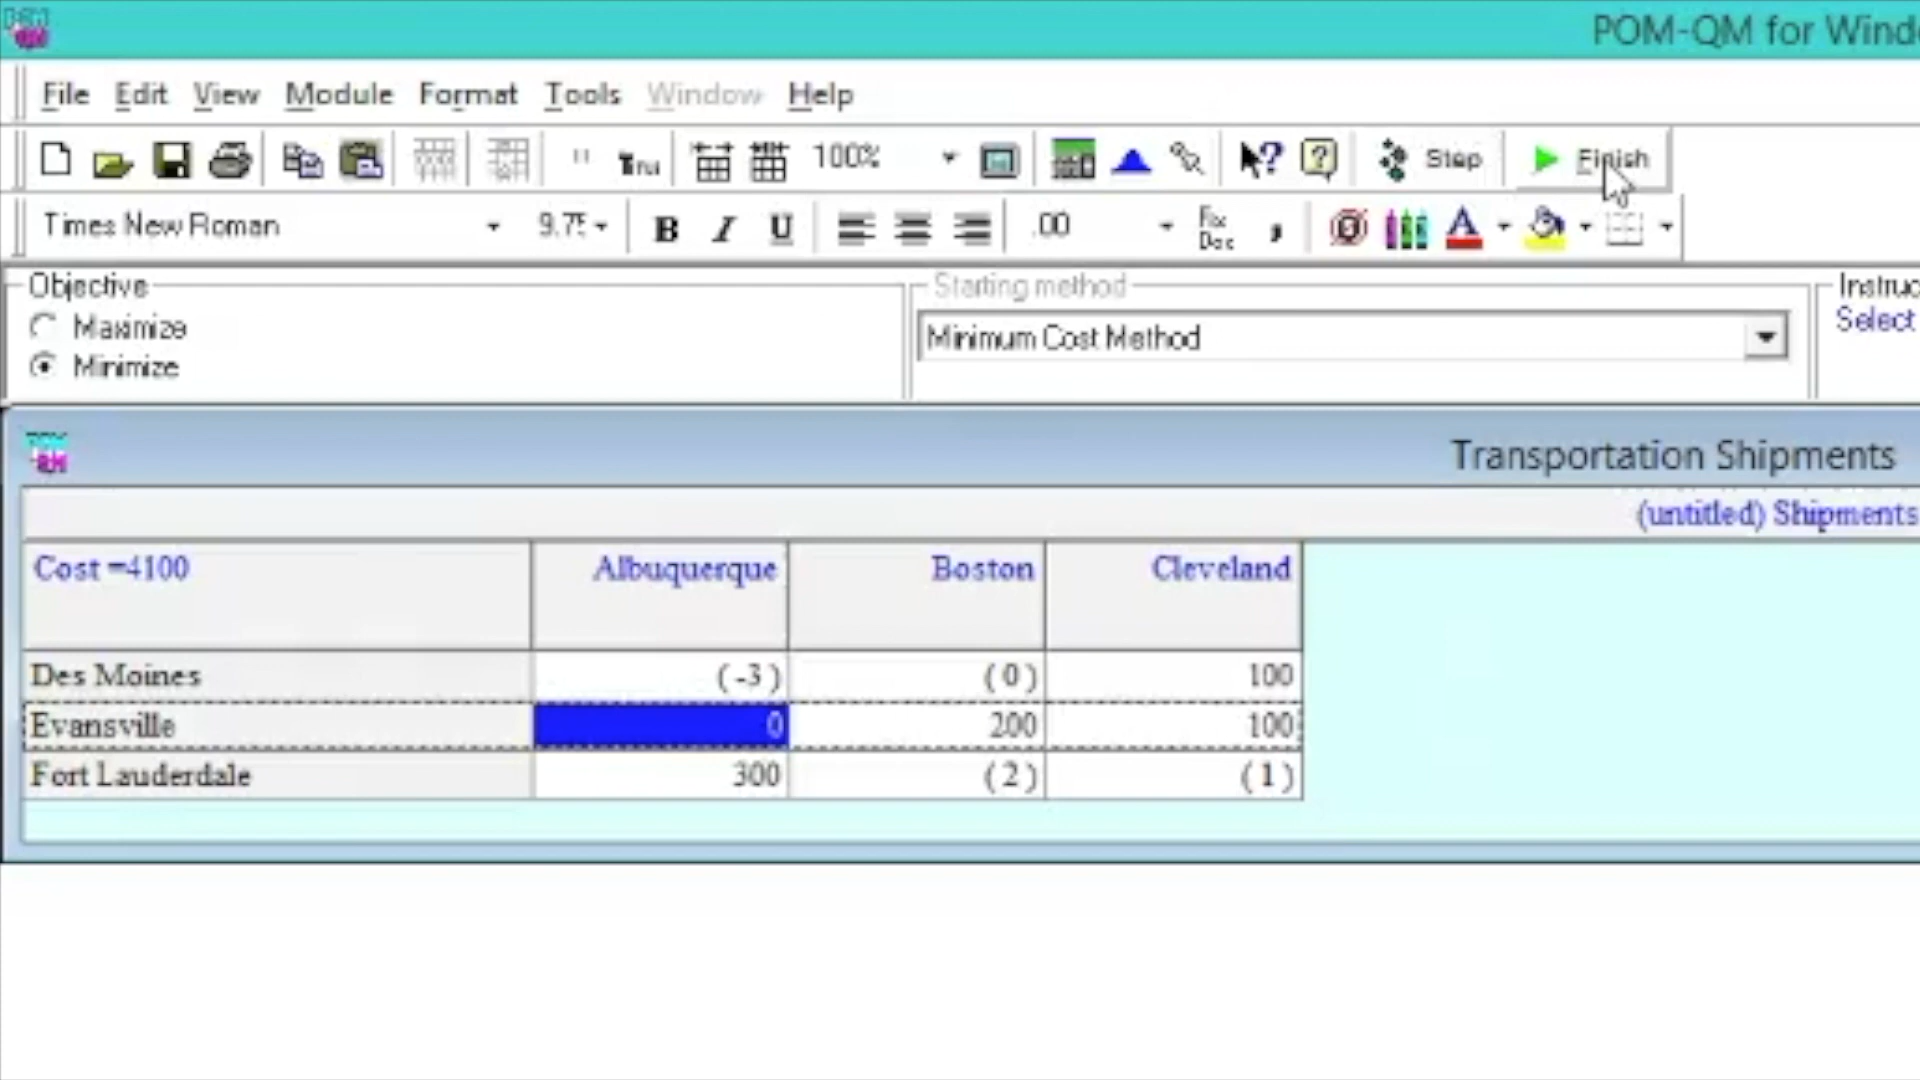 POM-QM for Wind
File Edit View Module Format Tools Window Help
100% Step Finish
Times New Roman 9.75 B I U .00 Fix Dec ,
Objective Starting method Instruc
Maximize Minimum Cost Method Select
Minimize
Transportation Shipments
(untitled) Shipments
Cost =4100 Albuquerque Boston Cleveland
Des Moines (-3) (0) 100
Evansville 0 200 100
Fort Lauderdale 300 (2) (1)